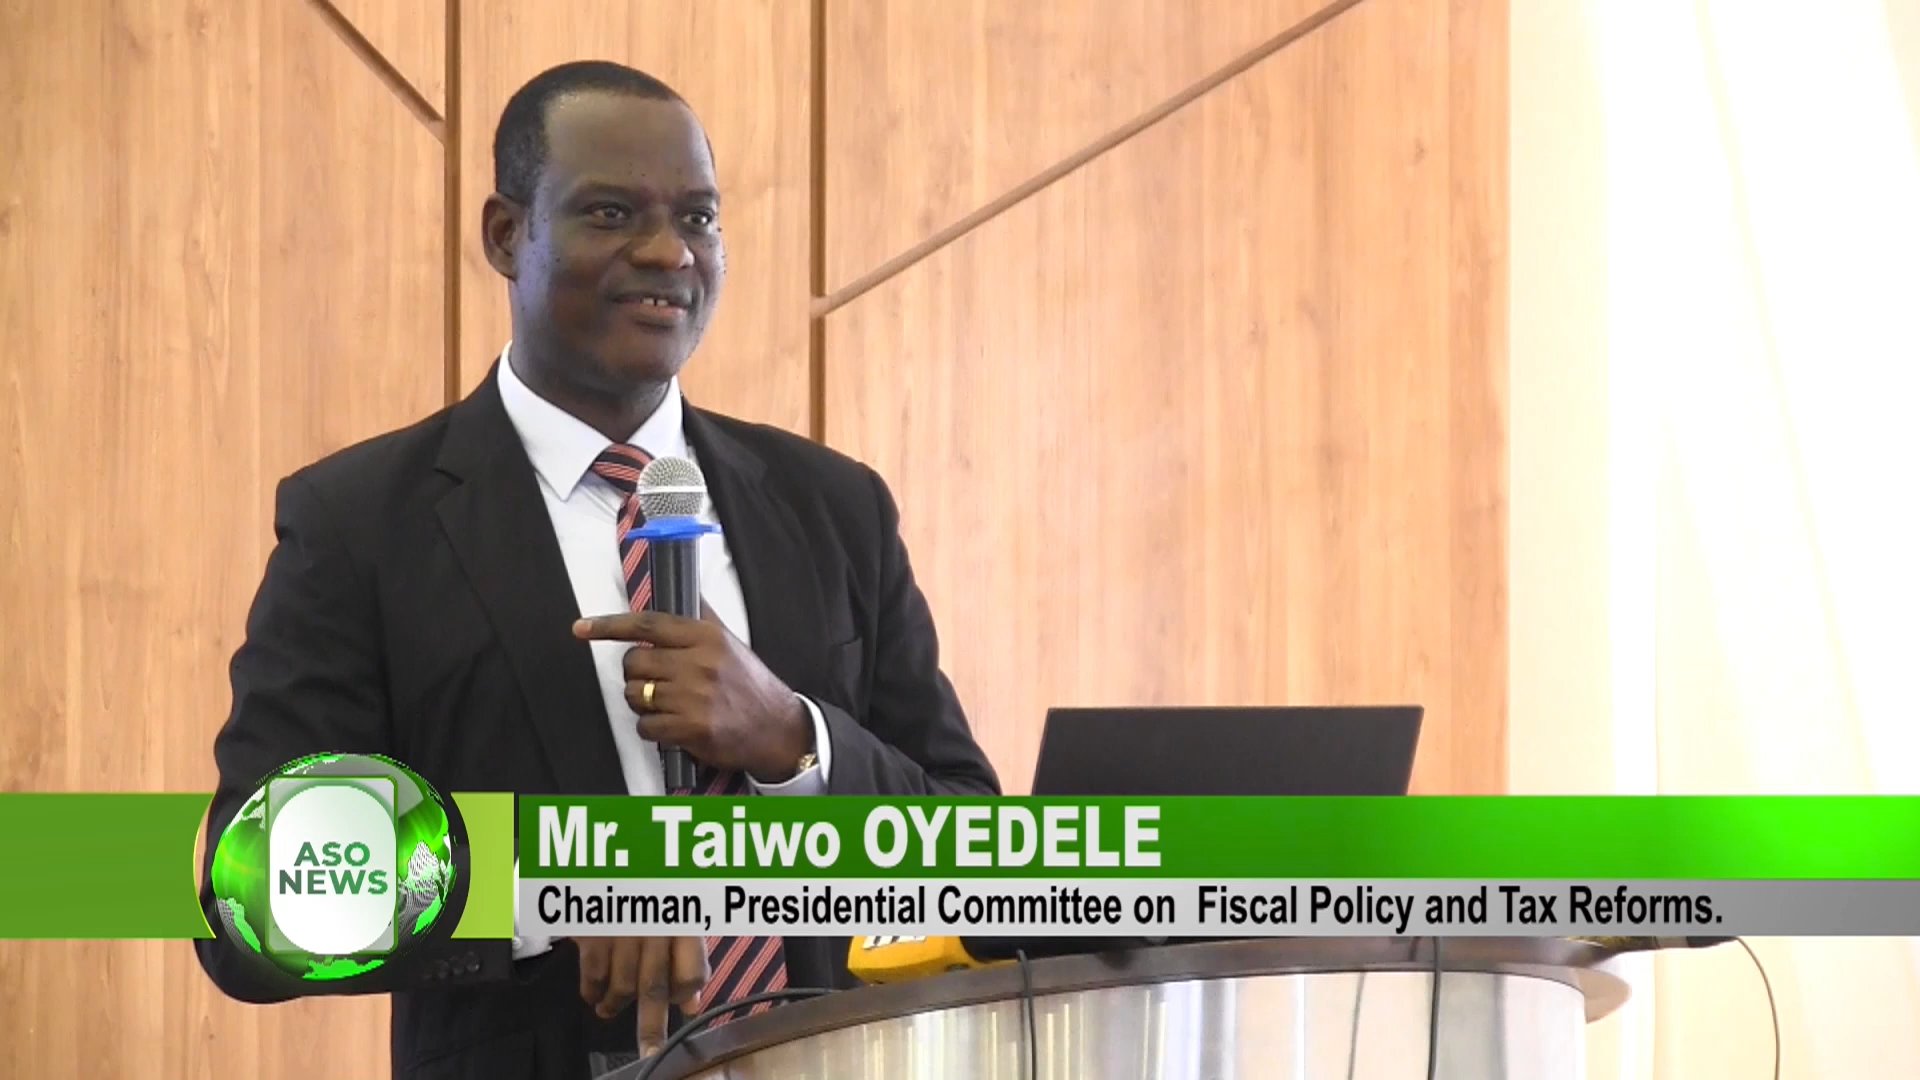 Mr. Taiwo OYEDELE
Chairman, Presidential Committee on Fiscal Policy and Tax Reforms.
ASO
NEWS